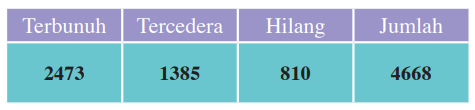 Terbunuh Tercedera Hilang Jumlah
2473 1385 810 4668